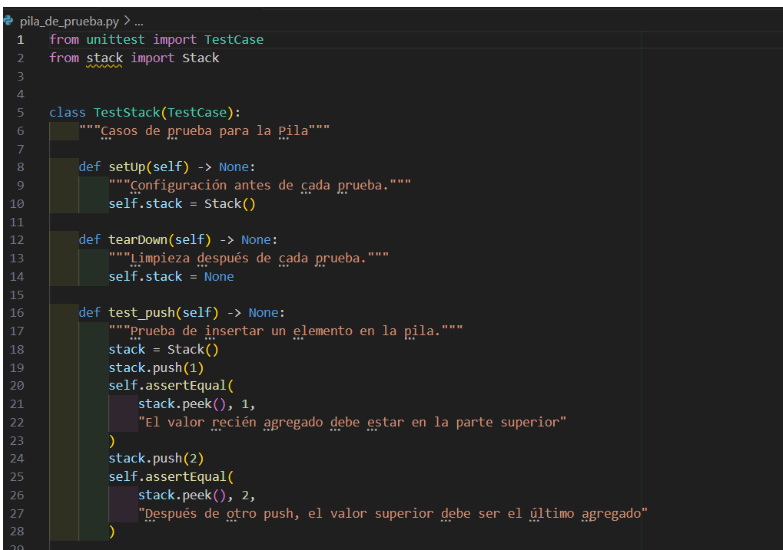 pila_de_prueba.py > ...
1 from unittest import TestCase
2 from stack import Stack
3
4
5 class TestStack(TestCase):
6 """Casos de prueba para la Pila"""
7
8 def setUp(self) -> None:
9 """Configuración antes de cada prueba."""
10 self.stack = Stack()
11
12 def tearDown(self) -> None:
13 """Limpieza después de cada prueba."""
14 self.stack = None
15
16 def test_push(self) -> None:
17 """Prueba de insertar un elemento en la pila."""
18 stack = Stack()
19 stack.push(1)
20 self.assertEqual(
21 stack.peek(), 1,
22 "El valor recién agregado debe estar en la parte superior"
23 )
24 stack.push(2)
25 self.assertEqual(
26 stack.peek(), 2,
27 "Después de otro push, el valor superior debe ser el último agregado"
28 )
29